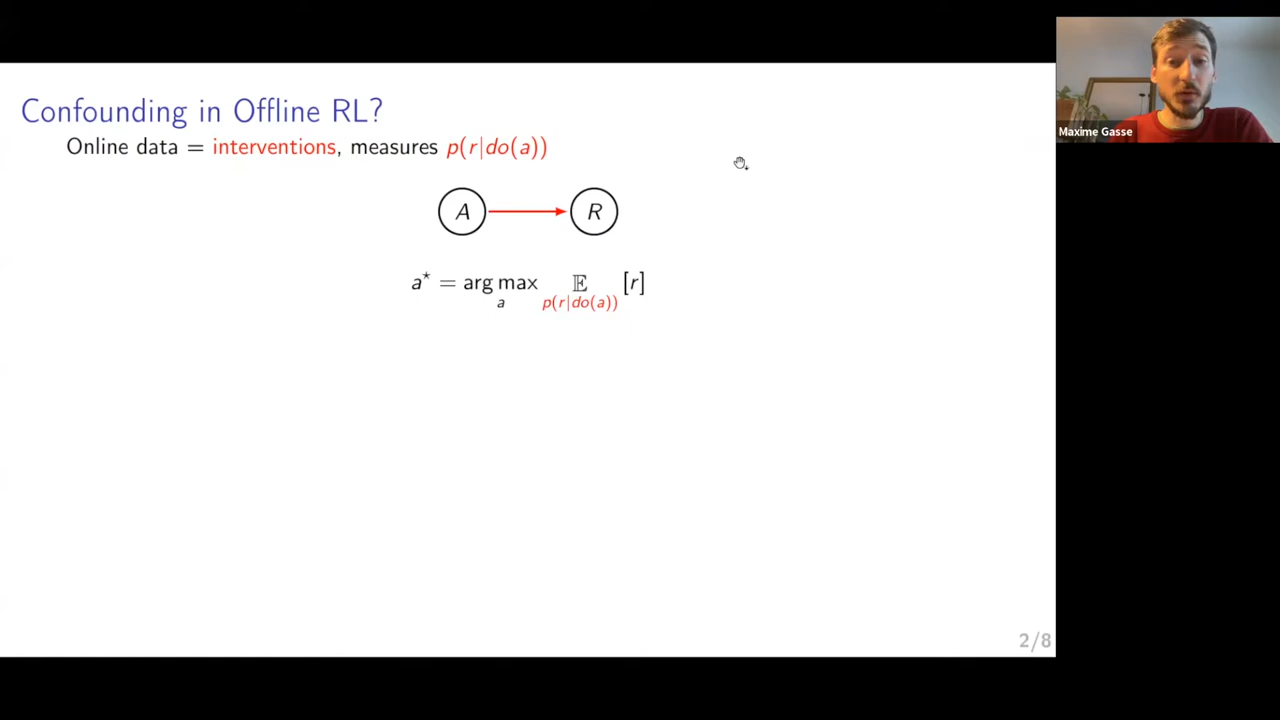 Confounding in Offline RL?
Online data = interventions, measures p(r|do(a))
A
R
a* = arg max 𝔼 [r]
a p(r|do(a))
2/8
Maxime Gasse